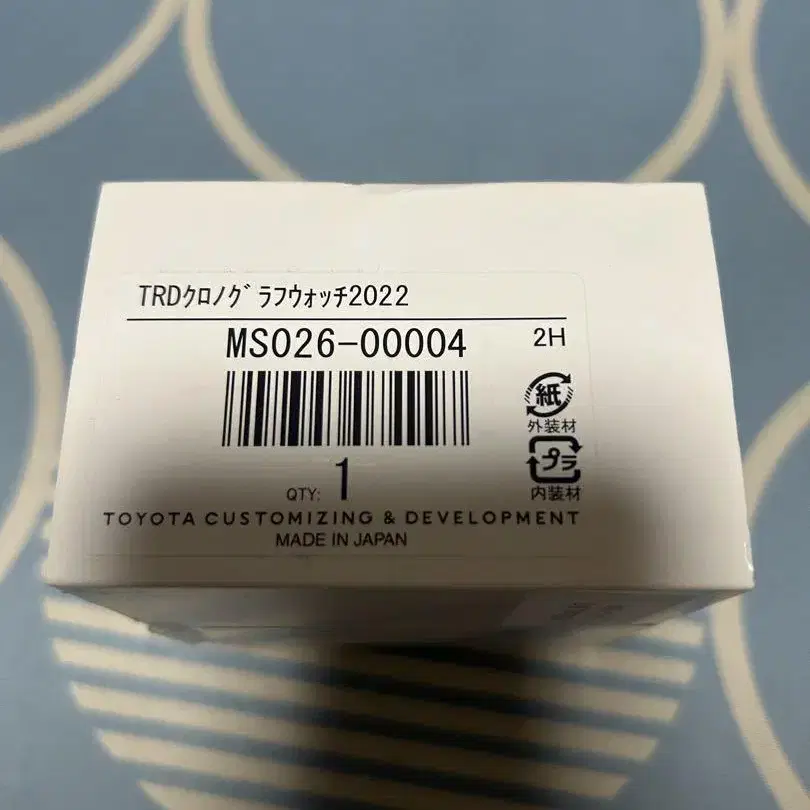 TRDｸﾛﾉｸﾞﾗﾌｳｫｯﾁ2022
MS026-00004
2H
紙
外装材
プラ
内装材
QTY: 1
TOYOTA CUSTOMIZING & DEVELOPMENT
MADE IN JAPAN